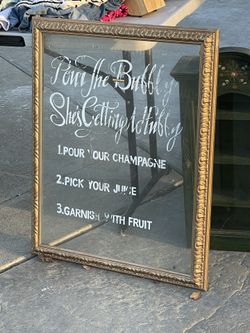 Pour The Bubbly
She's Getting a Hubby
1.POUR YOUR CHAMPAGNE
2.PICK YOUR JUICE
3.GARNISH WITH FRUIT